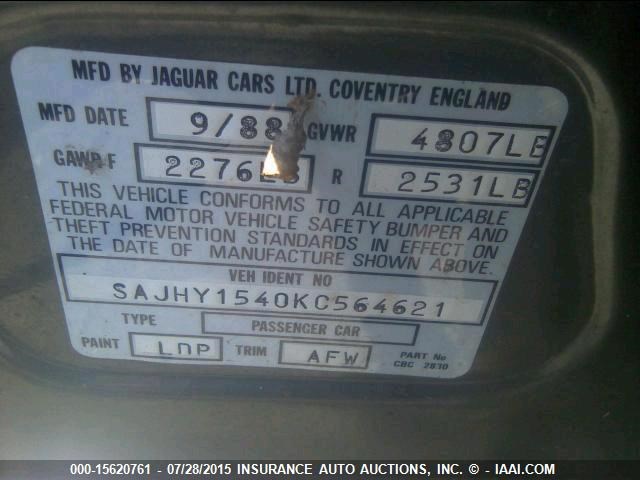 MFD BY JAGUAR CARS LTD. COVENTRY ENGLAND
MFD DATE 9/88 GVWR 4807LB
GAWR F 2276LB R 2531LB
THIS VEHICLE CONFORMS TO ALL APPLICABLE
FEDERAL MOTOR VEHICLE SAFETY BUMPER AND
THEFT PREVENTION STANDARDS IN EFFECT ON
THE DATE OF MANUFACTURE SHOWN ABOVE.
VEH IDENT NO
SAJHY1540KC564621
TYPE PASSENGER CAR
PAINT LDP TRIM AFW PART No
CBC 2830
000-15620761 - 07/28/2015 INSURANCE AUTO AUCTIONS, INC. - © - IAAI.COM